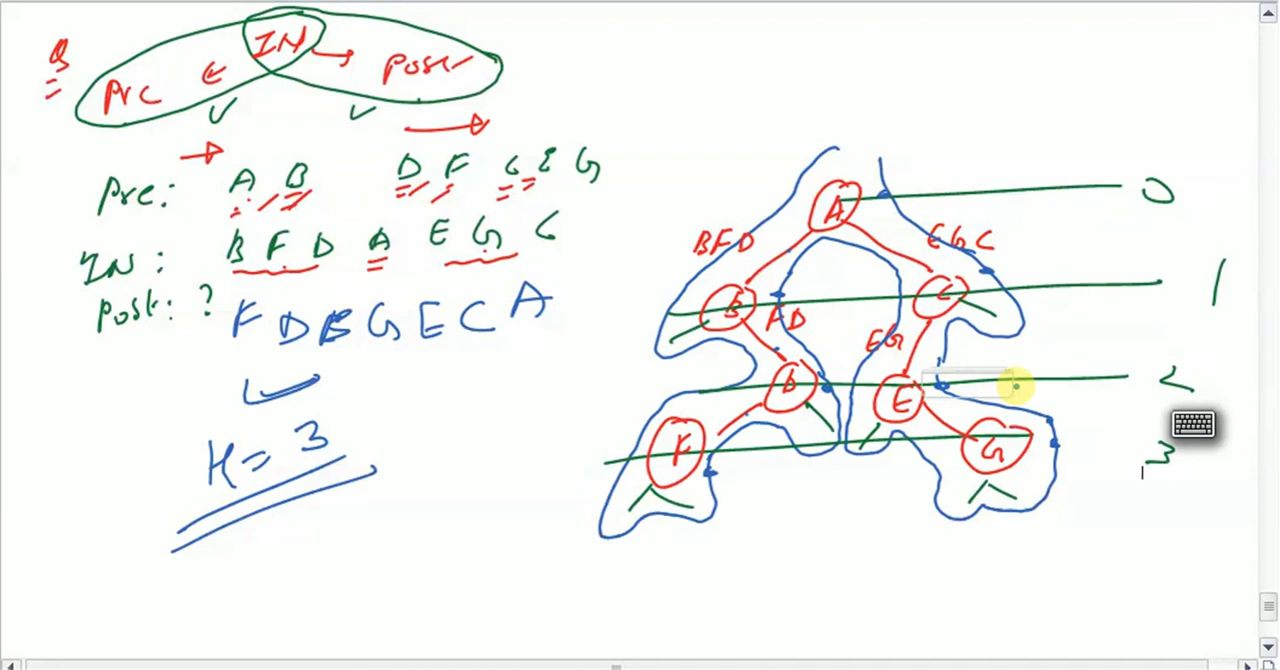 Q
Pre ← IN → Post
Pre: A B D F C E G
IN: B F D A E G C
Post: ?
F D B G E C A
H = 3
A
0
BFD
EGC
B
C
1
FD
EG
D
E
2
F
G
3